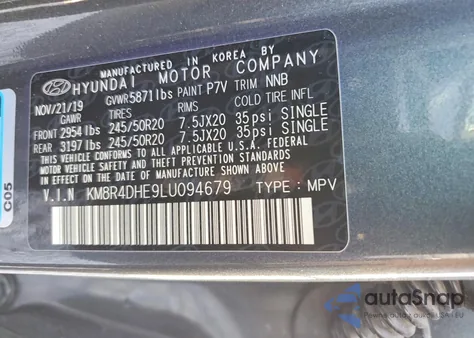 MANUFACTURED IN KOREA BY
HYUNDAI MOTOR COMPANY
NOV/21/19 GVWR 5871 lbs PAINT P7V TRIM NNB
GAWR TIRES RIMS COLD TIRE INFL
FRONT 2954 lbs 245/50R20 7.5JX20 35psi SINGLE
REAR 3197 lbs 245/50R20 7.5JX20 35psi SINGLE
THIS VEHICLE CONFORMS TO ALL APPLICABLE FEDERAL
MOTOR VEHICLE SAFETY, BUMPER, AND THEFT PREVENTION
STANDARDS IN EFFECT ON THE DATE OF MANUFACTURE
SHOWN ABOVE.
V.I.N KM8R4DHE9LU094679 TYPE : MPV
C05
autoSnap